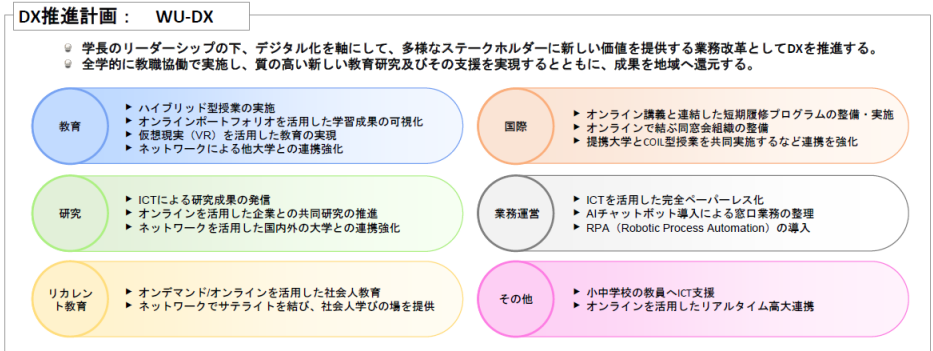 DX推進計画： WU-DX
学長のリーダーシップの下、デジタル化を軸にして、多様なステークホルダーに新しい価値を提供する業務改革としてDXを推進する。
全学的に教職協働で実施し、質の高い新しい教育研究及びその支援を実現するとともに、成果を地域へ還元する。
教育
ハイブリッド型授業の実施
オンラインポートフォリオを活用した学習成果の可視化
仮想現実（VR）を活用した教育の実現
ネットワークによる他大学との連携強化
国際
オンライン講義と連結した短期履修プログラムの整備・実施
オンラインで結ぶ同窓会組織の整備
提携大学とCOIL型授業を共同実施するなど連携を強化
研究
ICTによる研究成果の発信
オンラインを活用した企業との共同研究の推進
ネットワークを活用した国内外の大学との連携強化
業務運営
ICTを活用した完全ペーパーレス化
AIチャットボット導入による窓口業務の整理
RPA（Robotic Process Automation）の導入
リカレン
ト教育
オンデマンド/オンラインを活用した社会人教育
ネットワークでサテライトを結び、社会人学びの場を提供
その他
小中学校の教員へICT支援
オンラインを活用したリアルタイム高大連携